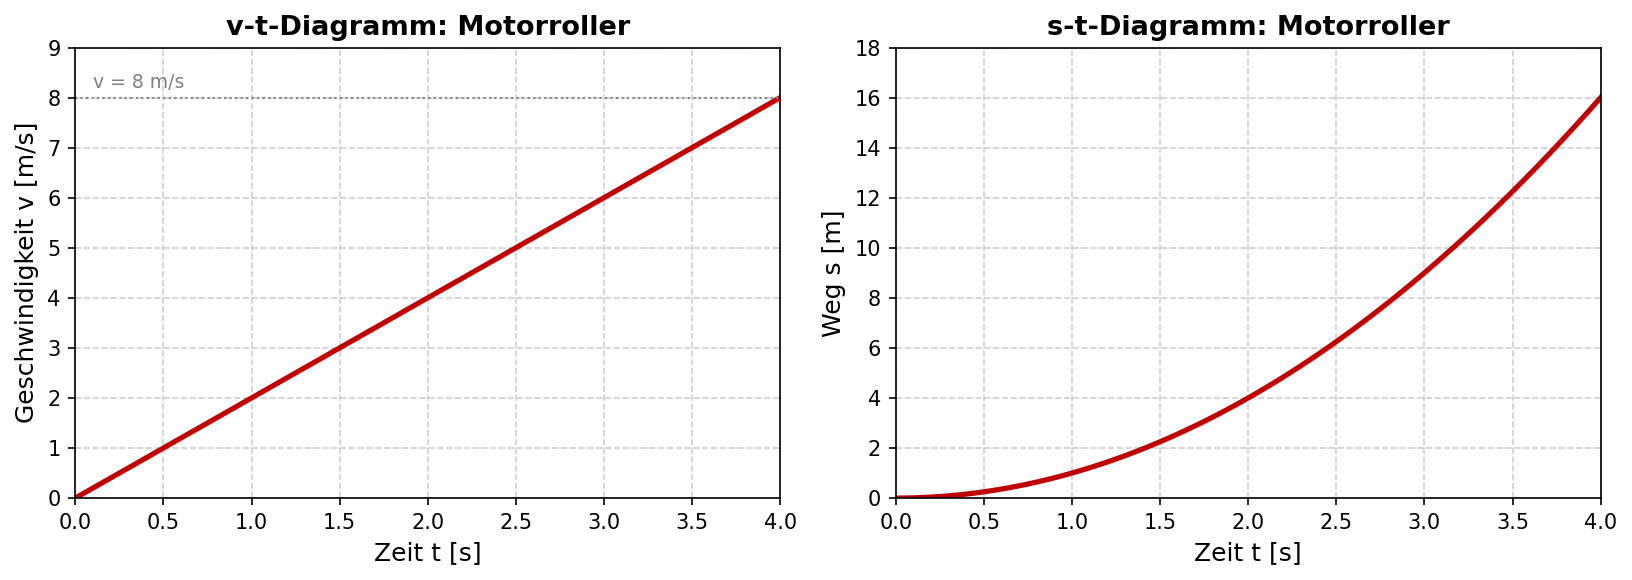 v-t-Diagramm: Motorroller
Geschwindigkeit v [m/s]
9
8
7
6
5
4
3
2
1
0
v = 8 m/s
0.0 0.5 1.0 1.5 2.0 2.5 3.0 3.5 4.0
Zeit t [s]
s-t-Diagramm: Motorroller
Weg s [m]
18
16
14
12
10
8
6
4
2
0
0.0 0.5 1.0 1.5 2.0 2.5 3.0 3.5 4.0
Zeit t [s]